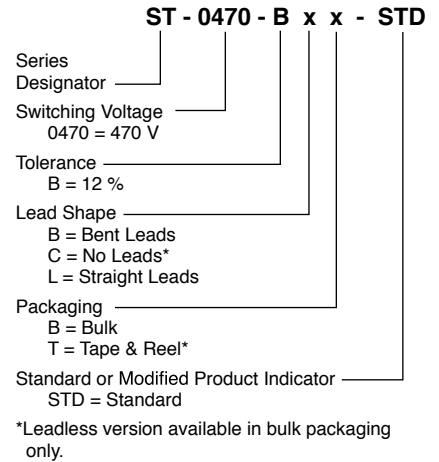 ST - 0470 - B x x - STD
Series
Designator
Switching Voltage
0470 = 470 V
Tolerance
B = 12 %
Lead Shape
B = Bent Leads
C = No Leads*
L = Straight Leads
Packaging
B = Bulk
T = Tape & Reel*
Standard or Modified Product Indicator
STD = Standard
*Leadless version available in bulk packaging
only.